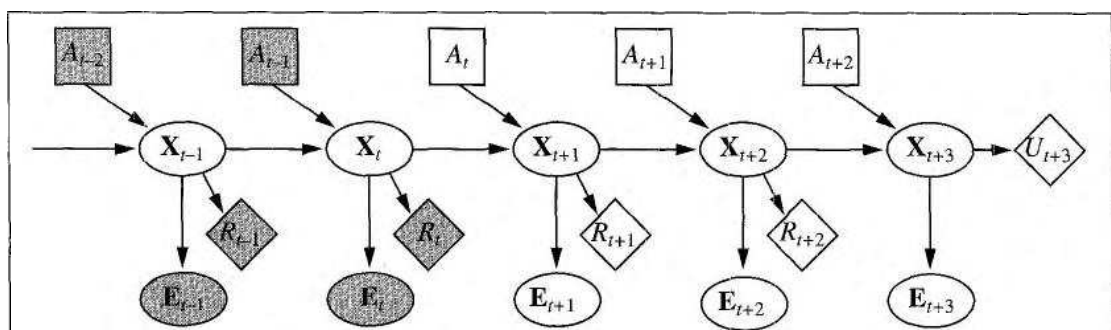 A_{t-2} A_{t-1} A_t A_{t+1} A_{t+2}
X_{t-1} X_t X_{t+1} X_{t+2} X_{t+3} U_{t+3}
R_{t-1} R_t R_{t+1} R_{t+2}
E_{t-1} E_t E_{t+1} E_{t+2} E_{t+3}